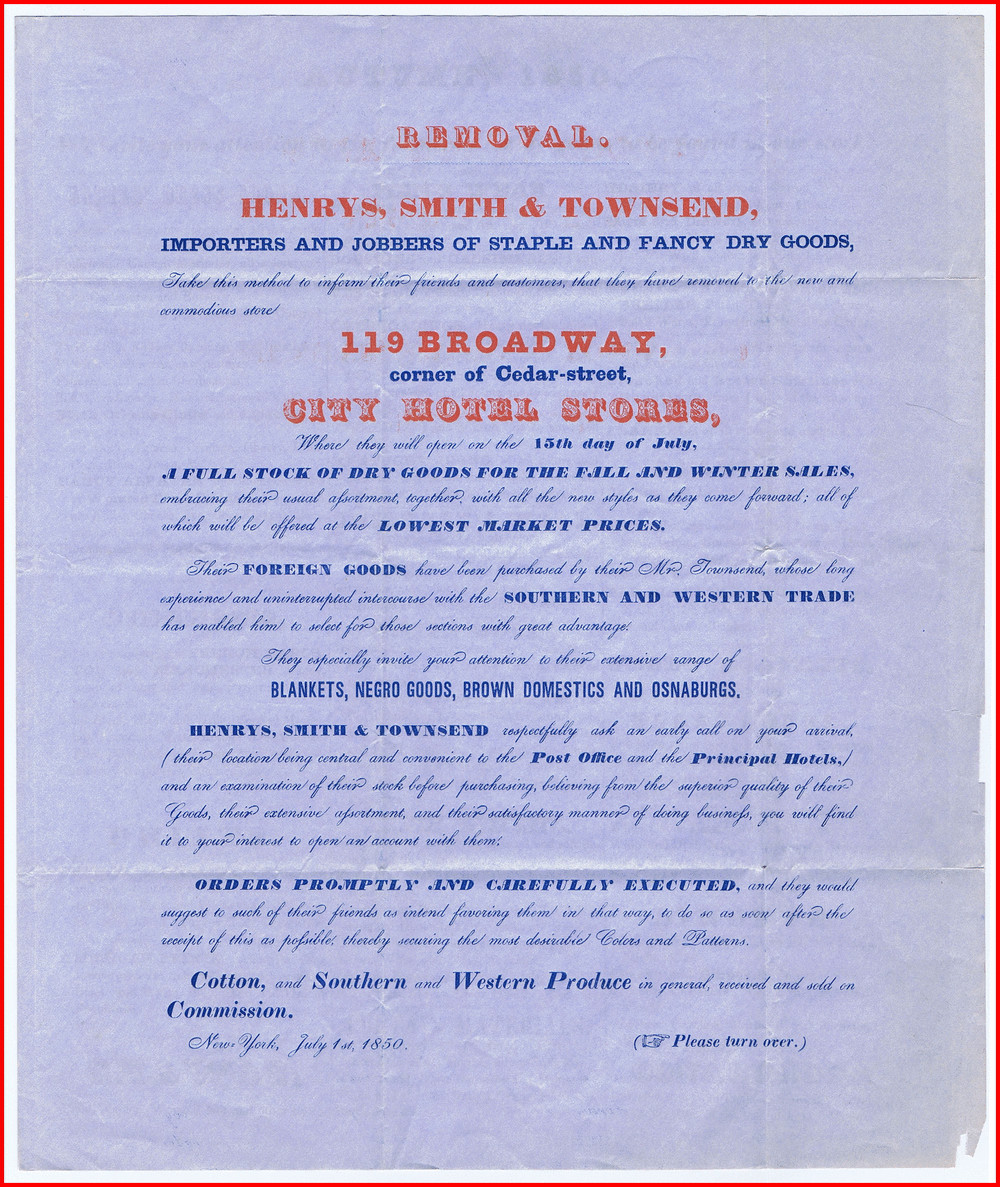 REMOVAL.
HENRYS, SMITH & TOWNSEND,
IMPORTERS AND JOBBERS OF STAPLE AND FANCY DRY GOODS,
Take this method to inform their friends and customers, that they have removed to the new and
commodious store
119 BROADWAY,
corner of Cedar-street,
CITY HOTEL STORES,
Where they will open on the 15th day of July,
A FULL STOCK OF DRY GOODS FOR THE FALL AND WINTER SALES,
embracing their usual aſsortment, together, with all the new styles as they come forward; all of
which will be offered at the LOWEST MARKET PRICES.
Their FOREIGN GOODS have been purchased by their Mr. Townsend, whose long
experience and uninterrupted intercourse with the SOUTHERN AND WESTERN TRADE
has enabled him to select for those sections with great advantage.
They especially invite your attention to their extensive range of
BLANKETS, NEGRO GOODS, BROWN DOMESTICS AND OSNABURGS.
HENRYS, SMITH & TOWNSEND respectfully ask an early call on your arrival,
(their location being central and convenient to the Post Office and the Principal Hotels,)
and an examination of their stock before purchasing, believing from the superior quality of their
Goods, their extensive aſsortment, and their satisfactory manner of doing busineſs, you will find
it to your interest to open an account with them.
ORDERS PROMPTLY AND CAREFULLY EXECUTED, and they would
suggest to such of their friends as intend favoring them in that way, to do so as soon after the
receipt of this as poſsible, thereby securing the most desirable Colors and Patterns.
Cotton, and Southern and Western Produce in general, received and sold on
Commission.
New-York, July 1st, 1850.
(☞ Please turn over.)